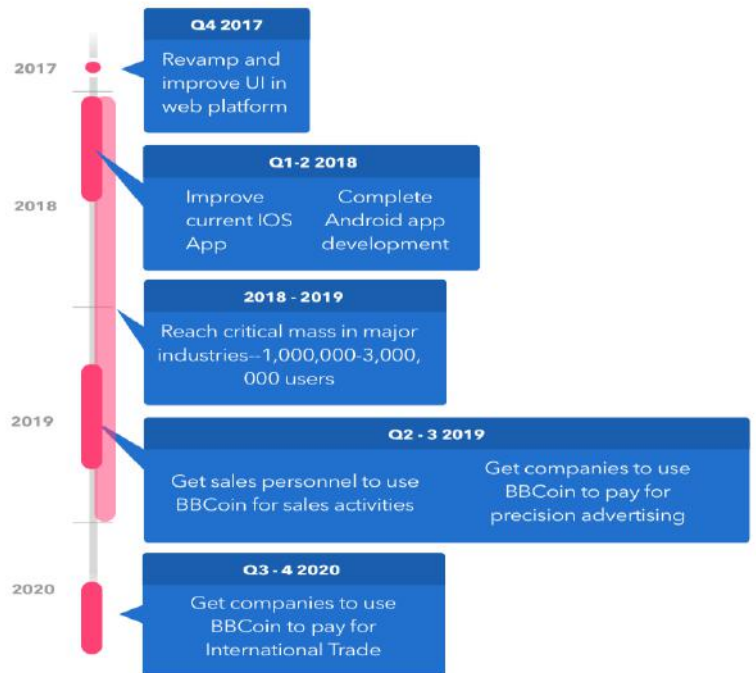 Q4 2017
2017
Revamp and
improve UI in
web platform
Q1-2 2018
2018
Improve
current IOS
App
Complete
Android app
development
2018 - 2019
Reach critical mass in major
industries--1,000,000-3,000,
000 users
2019
Q2 - 3 2019
Get sales personnel to use
BBCoin for sales activities
Get companies to use
BBCoin to pay for
precision advertising
2020
Q3 - 4 2020
Get companies to use
BBCoin to pay for
International Trade